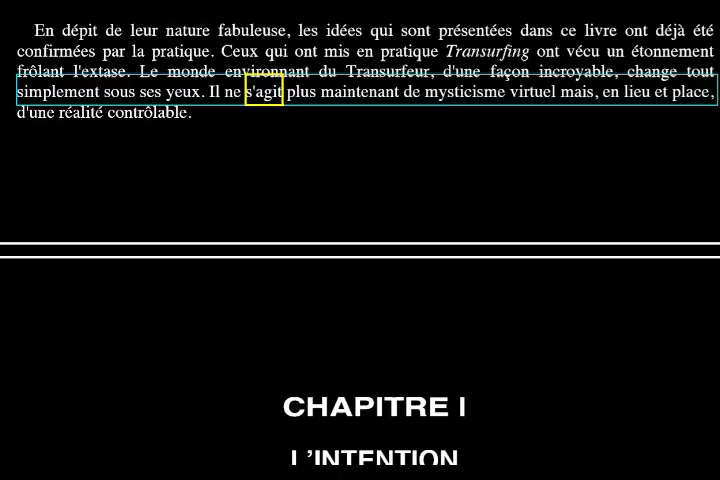 En dépit de leur nature fabuleuse, les idées qui sont présentées dans ce livre ont déjà été
confirmées par la pratique. Ceux qui ont mis en pratique Transurfing ont vécu un étonnement
frôlant l'extase. Le monde environnant du Transurfeur, d'une façon incroyable, change tout
simplement sous ses yeux. Il ne s'agit plus maintenant de mysticisme virtuel mais, en lieu et place,
d'une réalité contrôlable.
CHAPITRE I
L’INTENTION